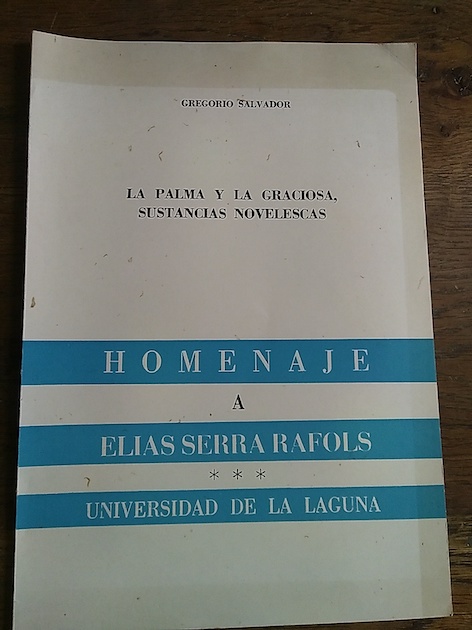 GREGORIO SALVADOR
LA PALMA Y LA GRACIOSA,
SUSTANCIAS NOVELESCAS
HOMENAJE
A
ELIAS SERRA RAFOLS
* * *
UNIVERSIDAD DE LA LAGUNA